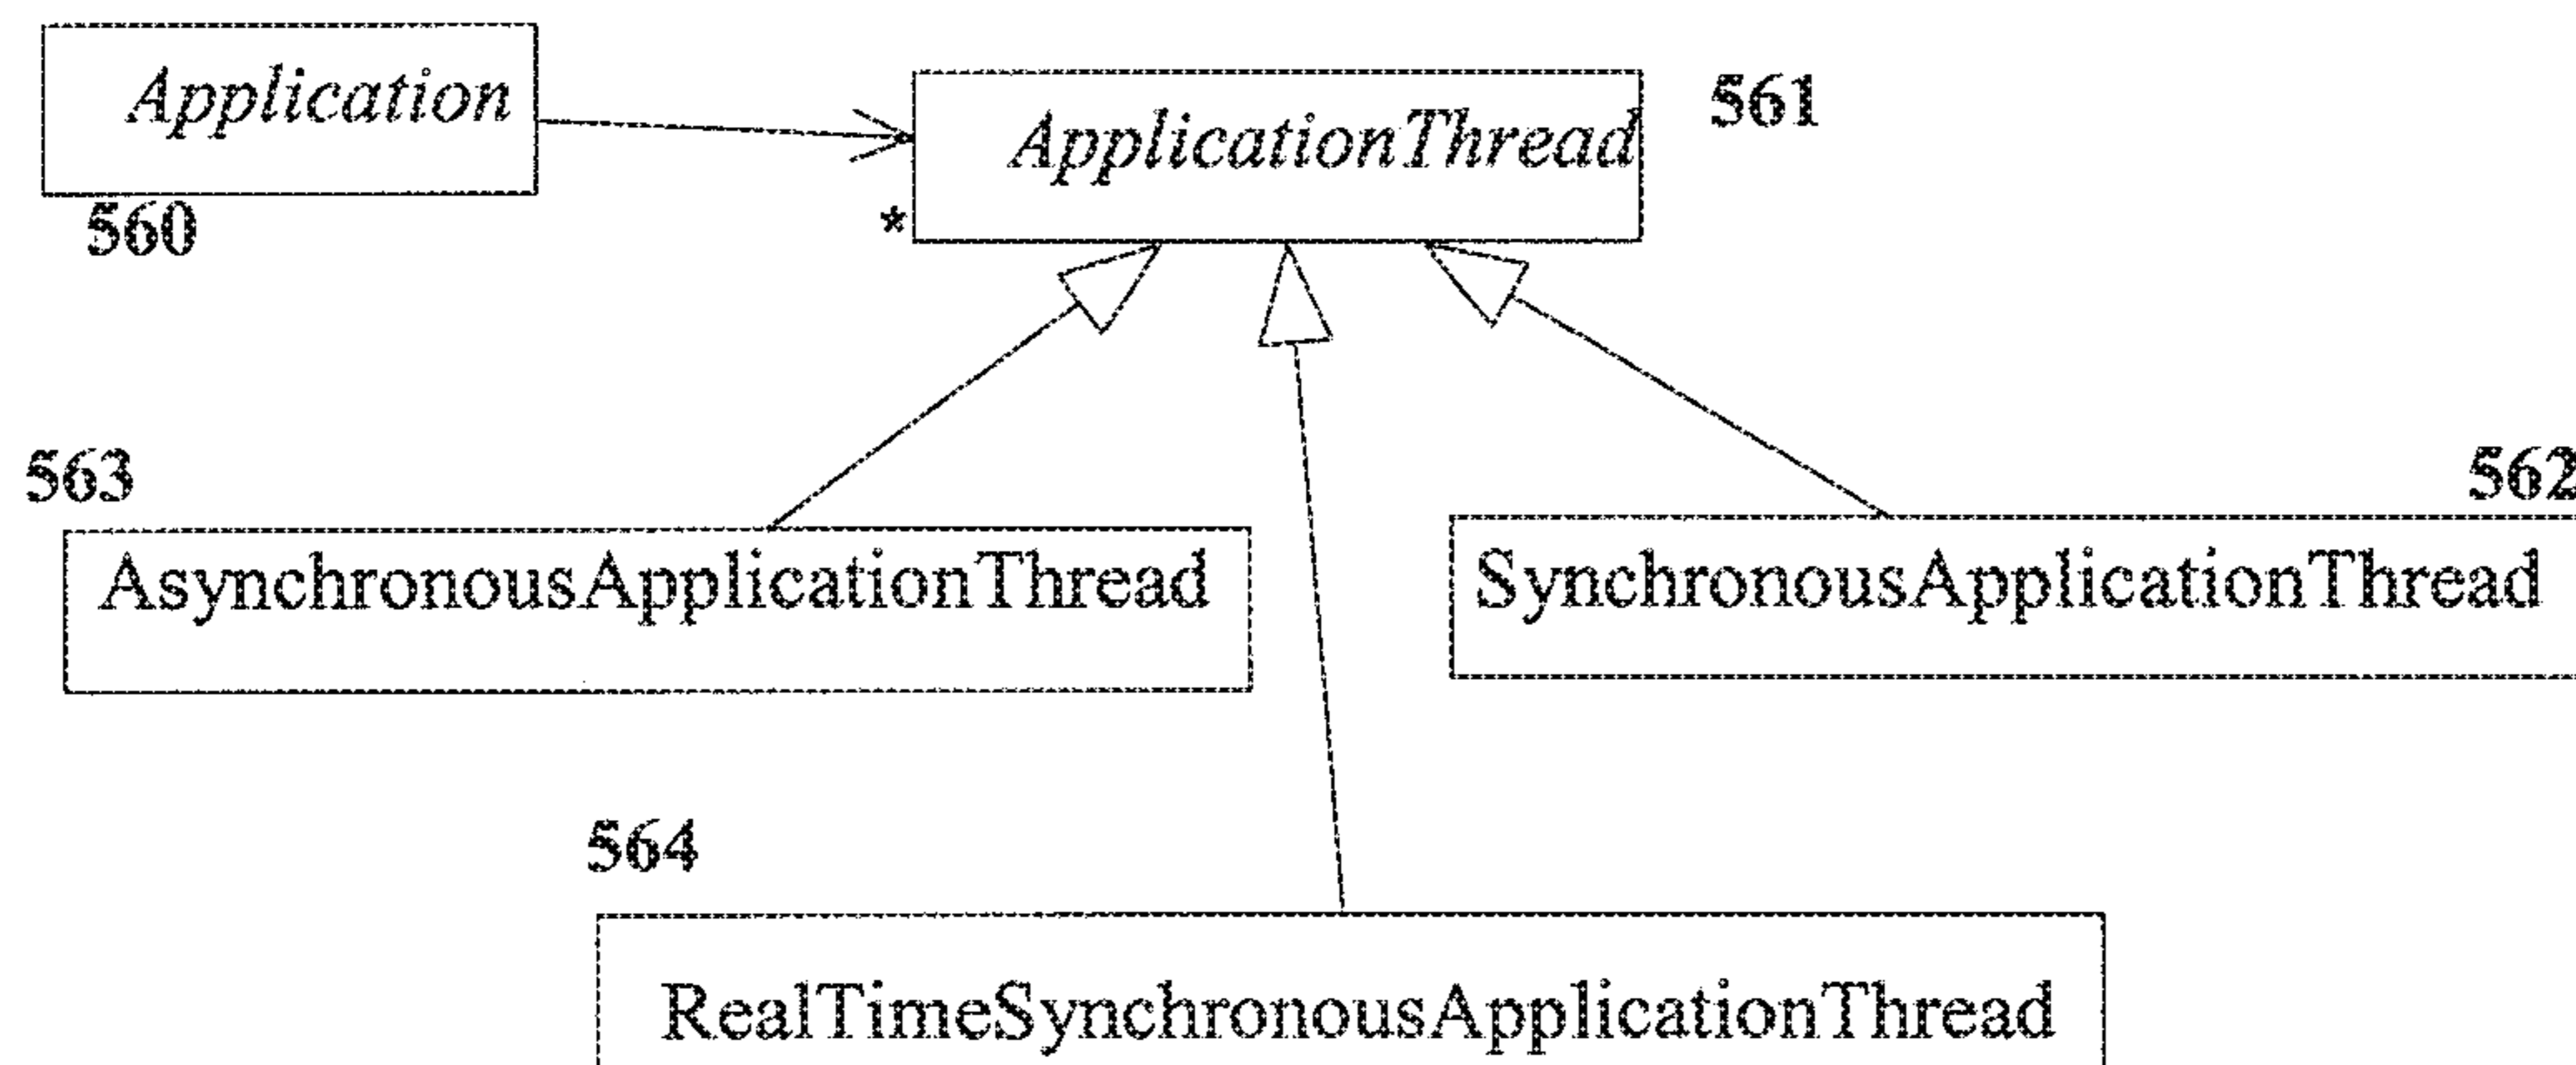 Application
ApplicationThread
561
*
560
563
562
AsynchronousApplicationThread
SynchronousApplicationThread
564
RealTimeSynchronousApplicationThread